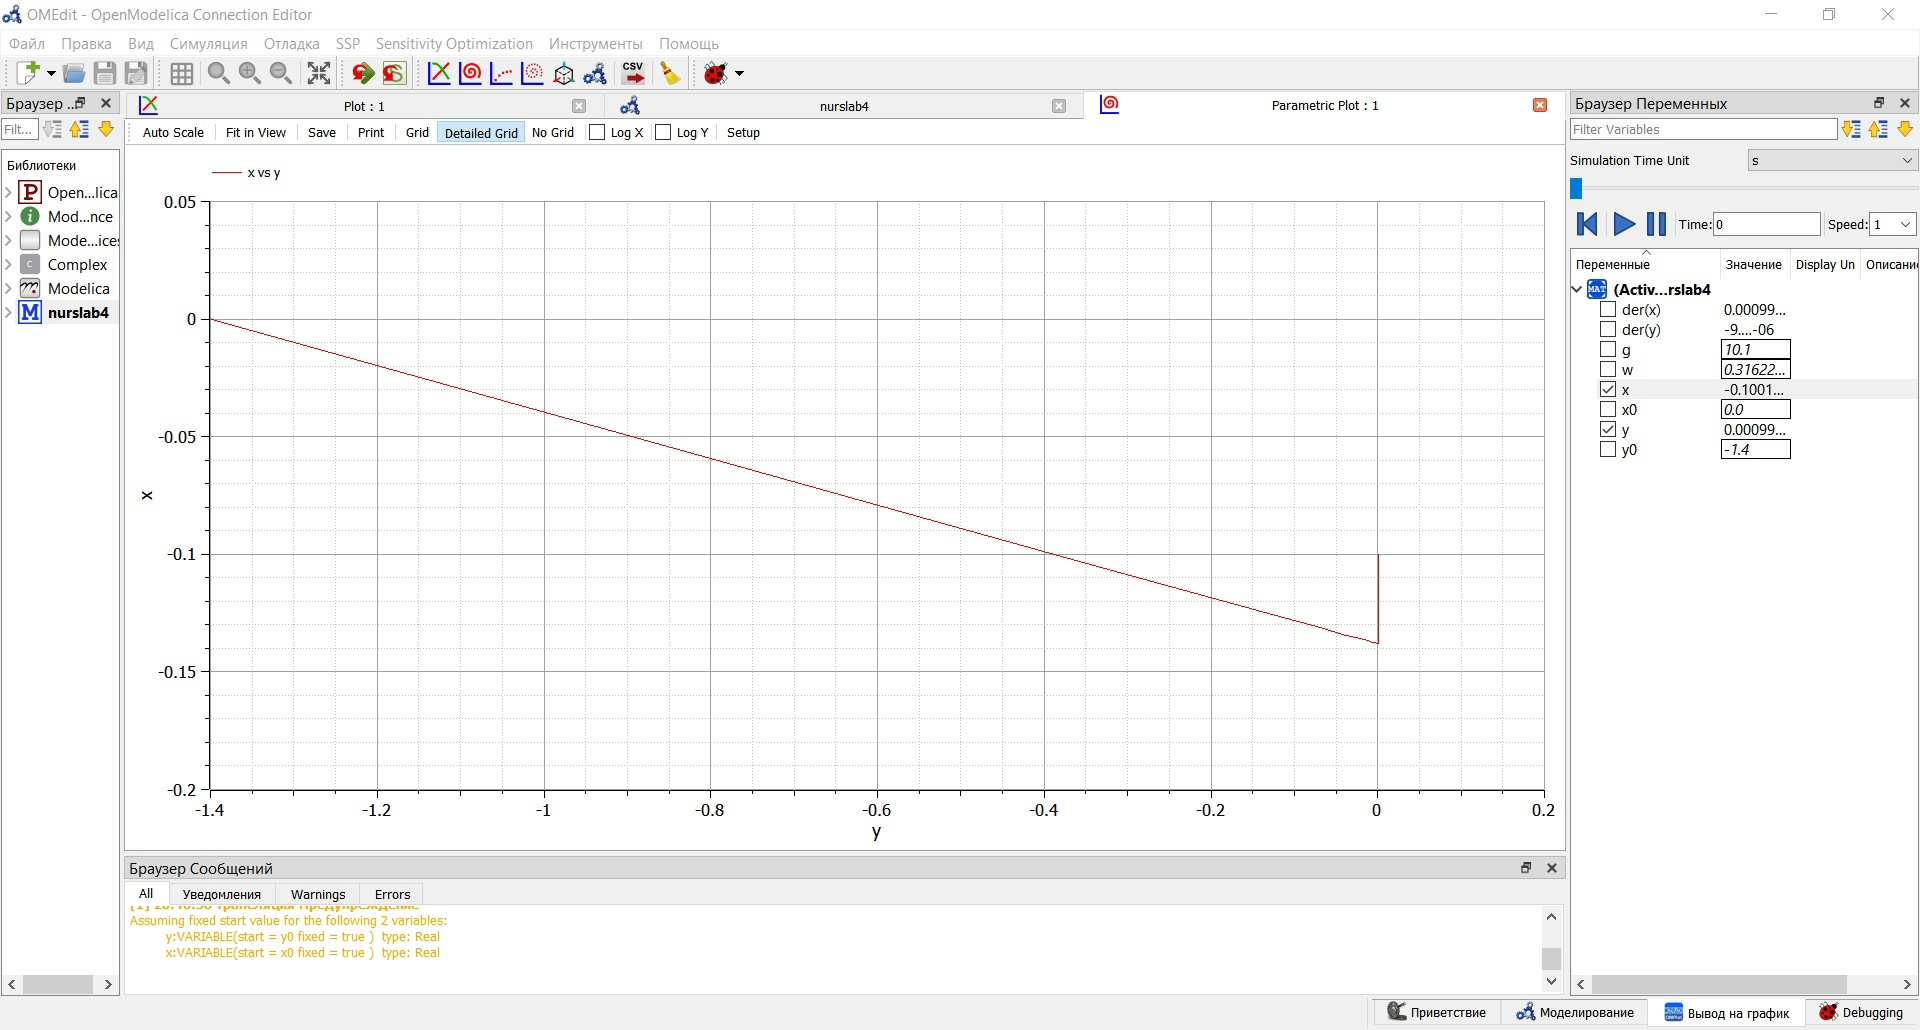 OMEdit - OpenModelica Connection Editor
Файл Правка Вид Симуляция Отладка SSP Sensitivity Optimization Инструменты Помощь
CSV
Браузер ..
Filt...
Библиотеки
P Open...lica
i Mod...nce
Mode...ices
C Complex
Modelica
M nurslab4
Plot : 1
nurslab4
Parametric Plot : 1
Auto Scale Fit in View Save Print Grid Detailed Grid No Grid Log X Log Y Setup
x vs y
0.05
0
-0.05
-0.1
-0.15
-0.2
x
-1.4 -1.2 -1 -0.8 -0.6 -0.4 -0.2 0 0.2
y
Браузер Сообщений
All Уведомления Warnings Errors
Assuming fixed start value for the following 2 variables:
y:VARIABLE(start = y0 fixed = true ) type: Real
x:VARIABLE(start = x0 fixed = true ) type: Real
Браузер Переменных
Filter Variables
Simulation Time Unit s
Time: 0 Speed: 1
Переменные Значение Display Un Описани
MAT (Activ...rslab4
der(x) 0.00099...
der(y) -9....-06
g 10.1
w 0.31622...
x -0.1001...
x0 0.0
y 0.00099...
y0 -1.4
Приветствие Моделирование Вывод на график Debugging